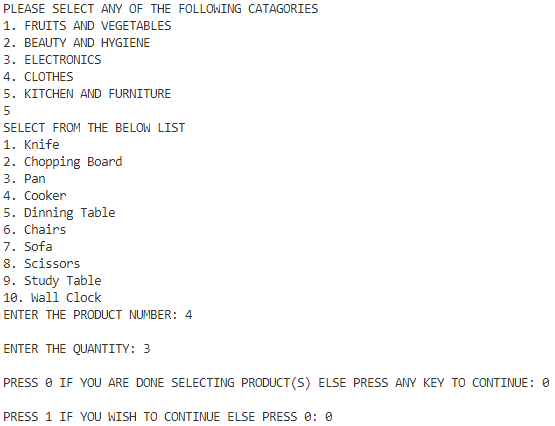 PLEASE SELECT ANY OF THE FOLLOWING CATAGORIES
1. FRUITS AND VEGETABLES
2. BEAUTY AND HYGIENE
3. ELECTRONICS
4. CLOTHES
5. KITCHEN AND FURNITURE
5
SELECT FROM THE BELOW LIST
1. Knife
2. Chopping Board
3. Pan
4. Cooker
5. Dinning Table
6. Chairs
7. Sofa
8. Scissors
9. Study Table
10. Wall Clock
ENTER THE PRODUCT NUMBER: 4
ENTER THE QUANTITY: 3
PRESS 0 IF YOU ARE DONE SELECTING PRODUCT(S) ELSE PRESS ANY KEY TO CONTINUE: 0
PRESS 1 IF YOU WISH TO CONTINUE ELSE PRESS 0: 0